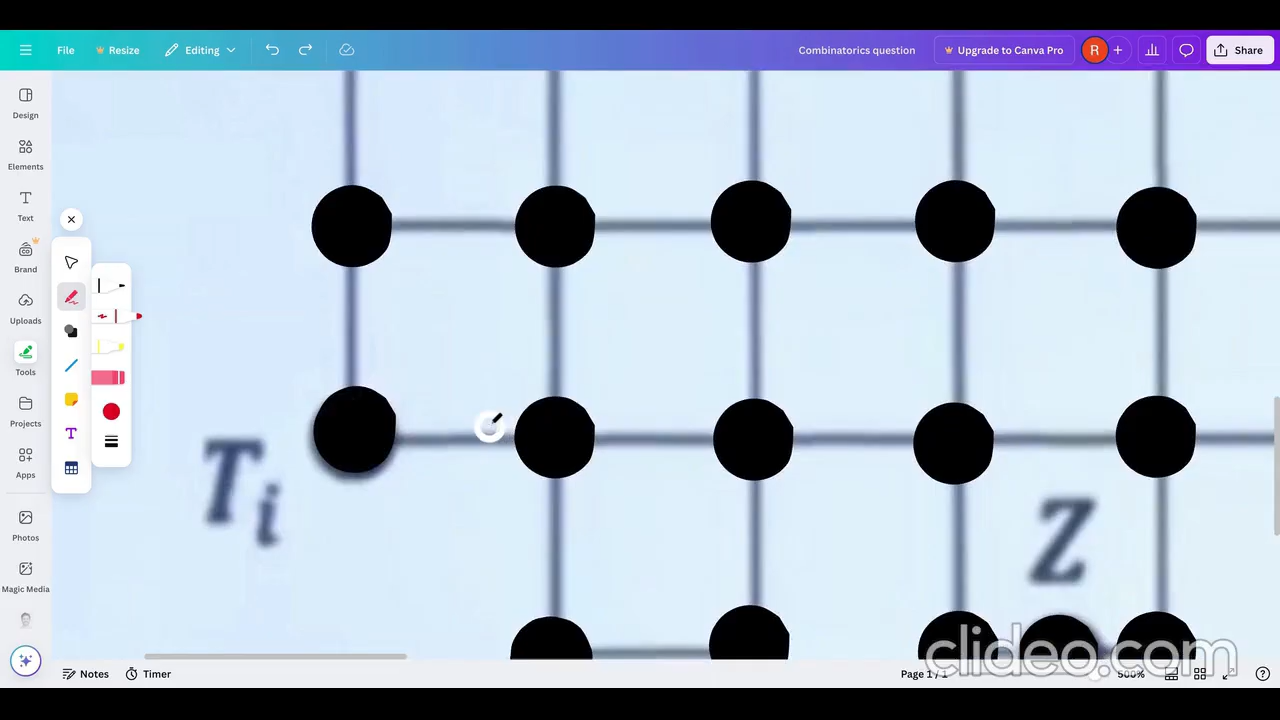 File
Resize
Editing
Combinatorics question
Upgrade to Canva Pro
R
Share
Design
Elements
Text
Brand
Uploads
Tools
Projects
Apps
Photos
Magic Media
T
T
Ti
Z
Notes
Timer
Page 1 / 1
500%
clideo.com